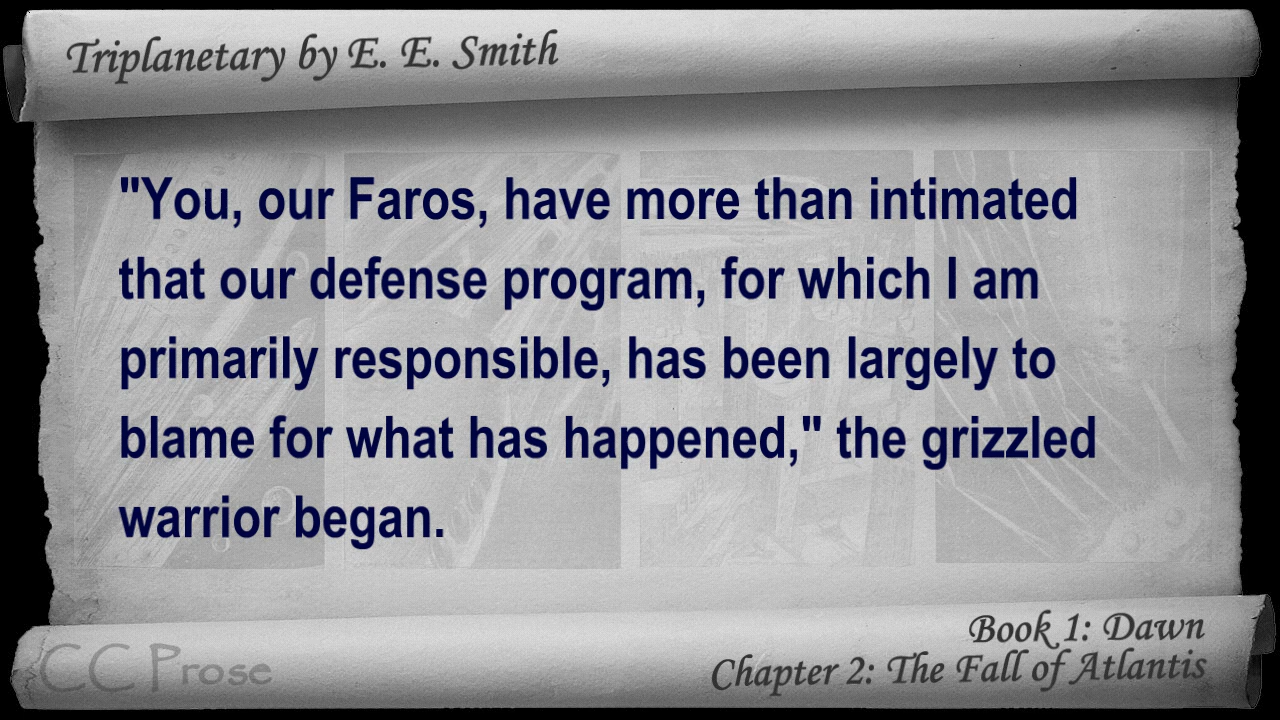 Triplanetary by E. E. Smith
"You, our Faros, have more than intimated
that our defense program, for which I am
primarily responsible, has been largely to
blame for what has happened," the grizzled
warrior began.
Book 1: Dawn
Chapter 2: The Fall of Atlantis
CC Prose